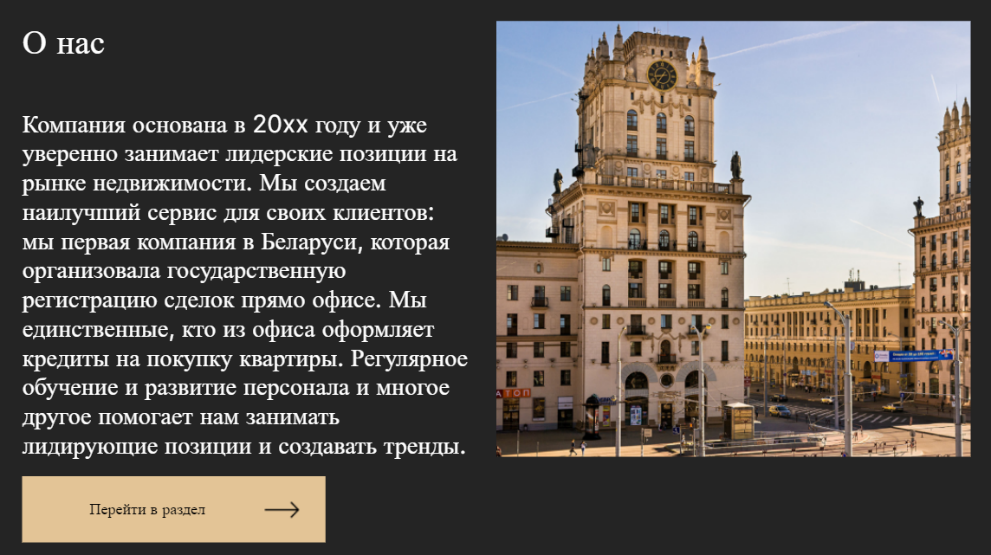 О нас
Компания основана в 20xx году и уже
уверенно занимает лидерские позиции на
рынке недвижимости. Мы создаем
наилучший сервис для своих клиентов:
мы первая компания в Беларуси, которая
организовала государственную
регистрацию сделок прямо офисе. Мы
единственные, кто из офиса оформляет
кредиты на покупку квартиры. Регулярное
обучение и развитие персонала и многое
другое помогает нам занимать
лидирующие позиции и создавать тренды.
Перейти в раздел